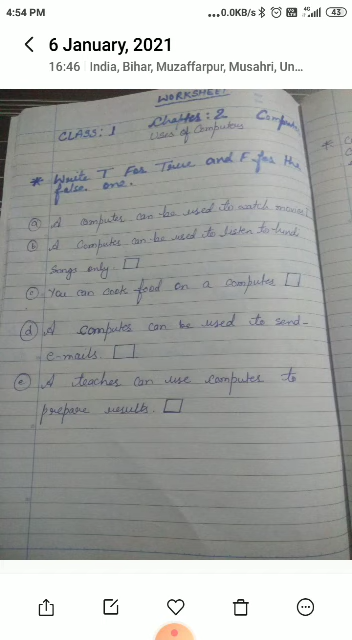 4:54 PM ...0.0KB/s 4G 43
6 January, 2021
16:46 India, Bihar, Muzaffarpur, Musahri, Un...
WORKSHEET
CLASS: 1 Chapter: 2 Compute
Uses of Computers
* Write T For True and F for the
false one.
(a) A computer can be used to watch movies
(b) A Computer can be used to listen to hindi
songs only.
(c) You can cook food on a computer
(d) A computer can be used to send
e-mails.
(e) A teacher can use computer to
prepare results.